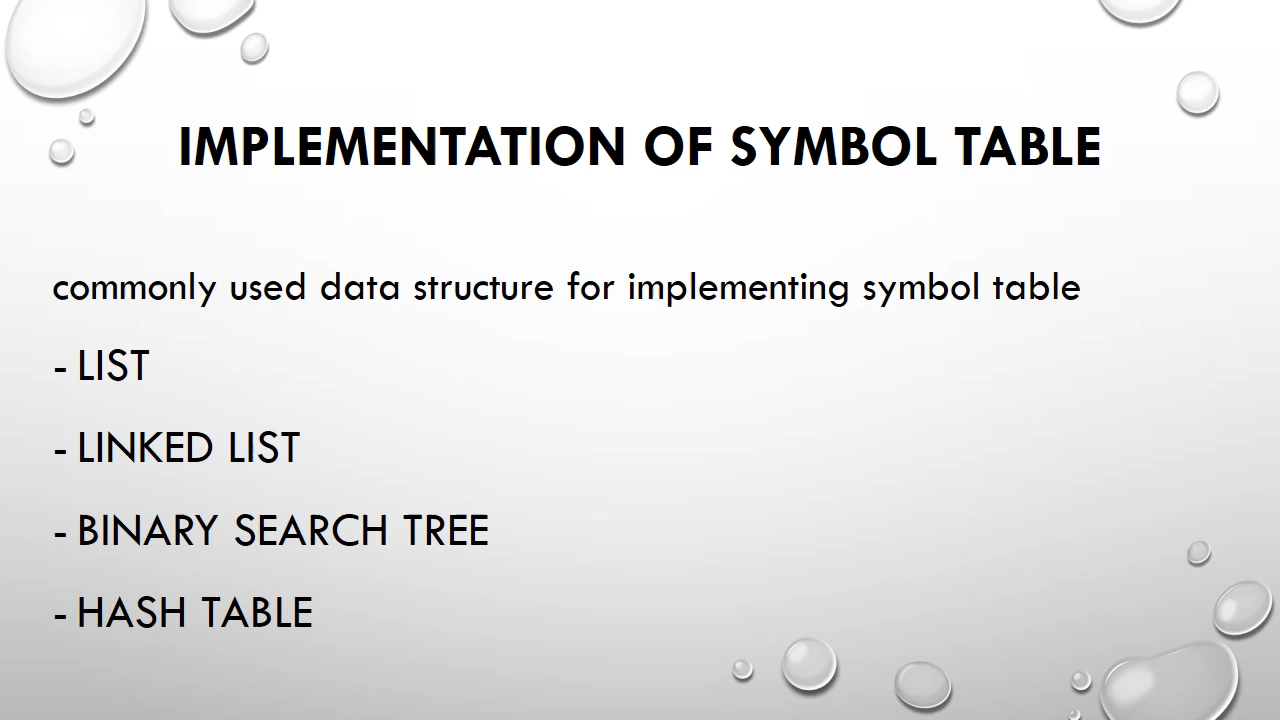 IMPLEMENTATION OF SYMBOL TABLE
commonly used data structure for implementing symbol table
- LIST
- LINKED LIST
- BINARY SEARCH TREE
- HASH TABLE